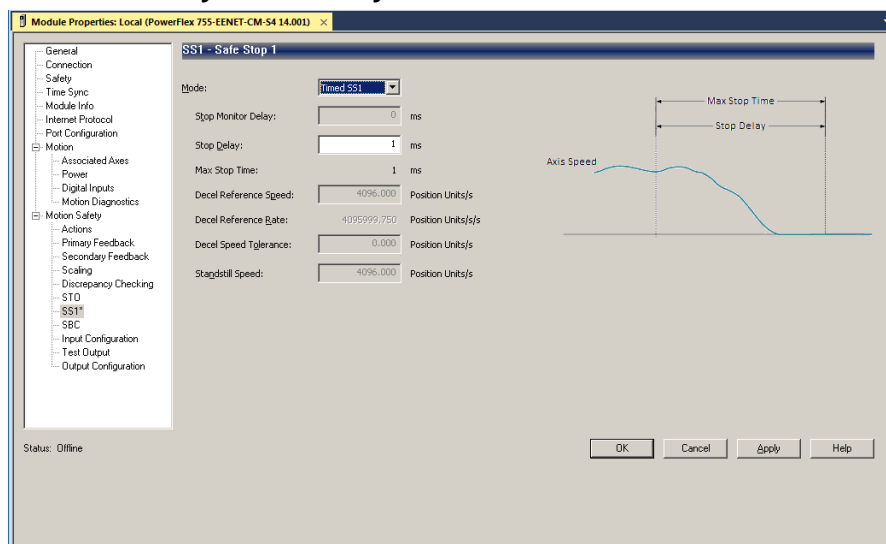 Module Properties: Local (PowerFlex 755-EENET-CM-S4 14.001) ×
General
Connection
Safety
Time Sync
Module Info
Internet Protocol
Port Configuration
Motion
Associated Axes
Power
Digital Inputs
Motion Diagnostics
Motion Safety
Actions
Primary Feedback
Secondary Feedback
Scaling
Discrepancy Checking
STO
SS1*
SBC
Input Configuration
Test Output
Output Configuration
SS1 - Safe Stop 1
Mode: Timed SS1
Stop Monitor Delay: 0 ms
Stop Delay: 1 ms
Max Stop Time: 1 ms
Decel Reference Speed: 4096.000 Position Units/s
Decel Reference Rate: 4095999.750 Position Units/s/s
Decel Speed Tolerance: 0.000 Position Units/s
Standstill Speed: 4096.000 Position Units/s
Max Stop Time
Stop Delay
Axis Speed
Status: Offline
OK Cancel Apply Help